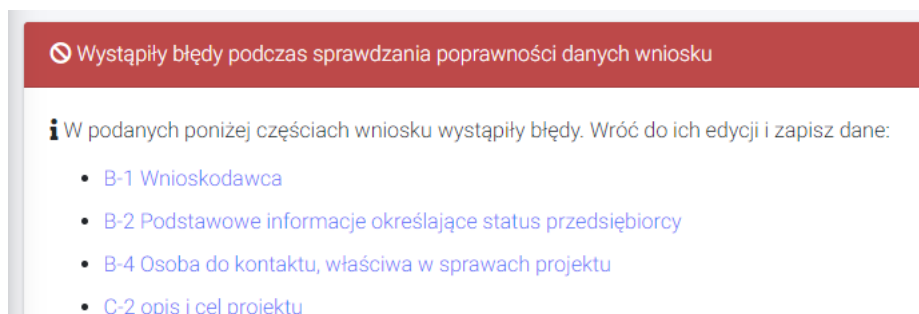 Wystąpiły błędy podczas sprawdzania poprawności danych wniosku
W podanych poniżej częściach wniosku wystąpiły błędy. Wróć do ich edycji i zapisz dane:
• B-1 Wnioskodawca
• B-2 Podstawowe informacje określające status przedsiębiorcy
• B-4 Osoba do kontaktu, właściwa w sprawach projektu
• C-2 opis i cel projektu